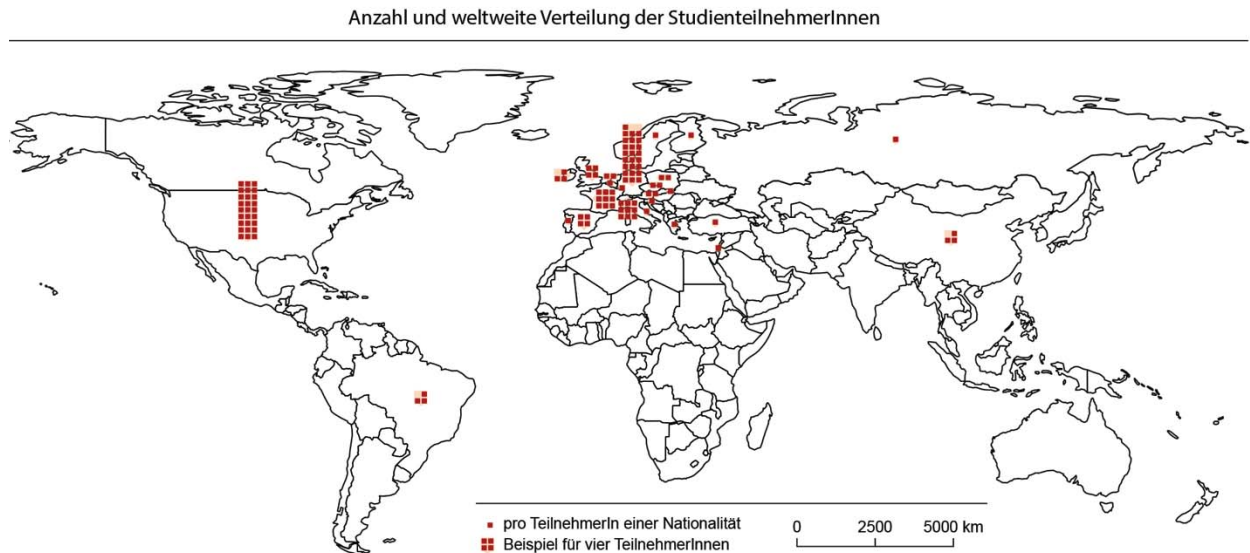 Anzahl und weltweite Verteilung der StudienteilnehmerInnen
pro TeilnehmerIn einer Nationalität
Beispiel für vier TeilnehmerInnen
0 2500 5000 km